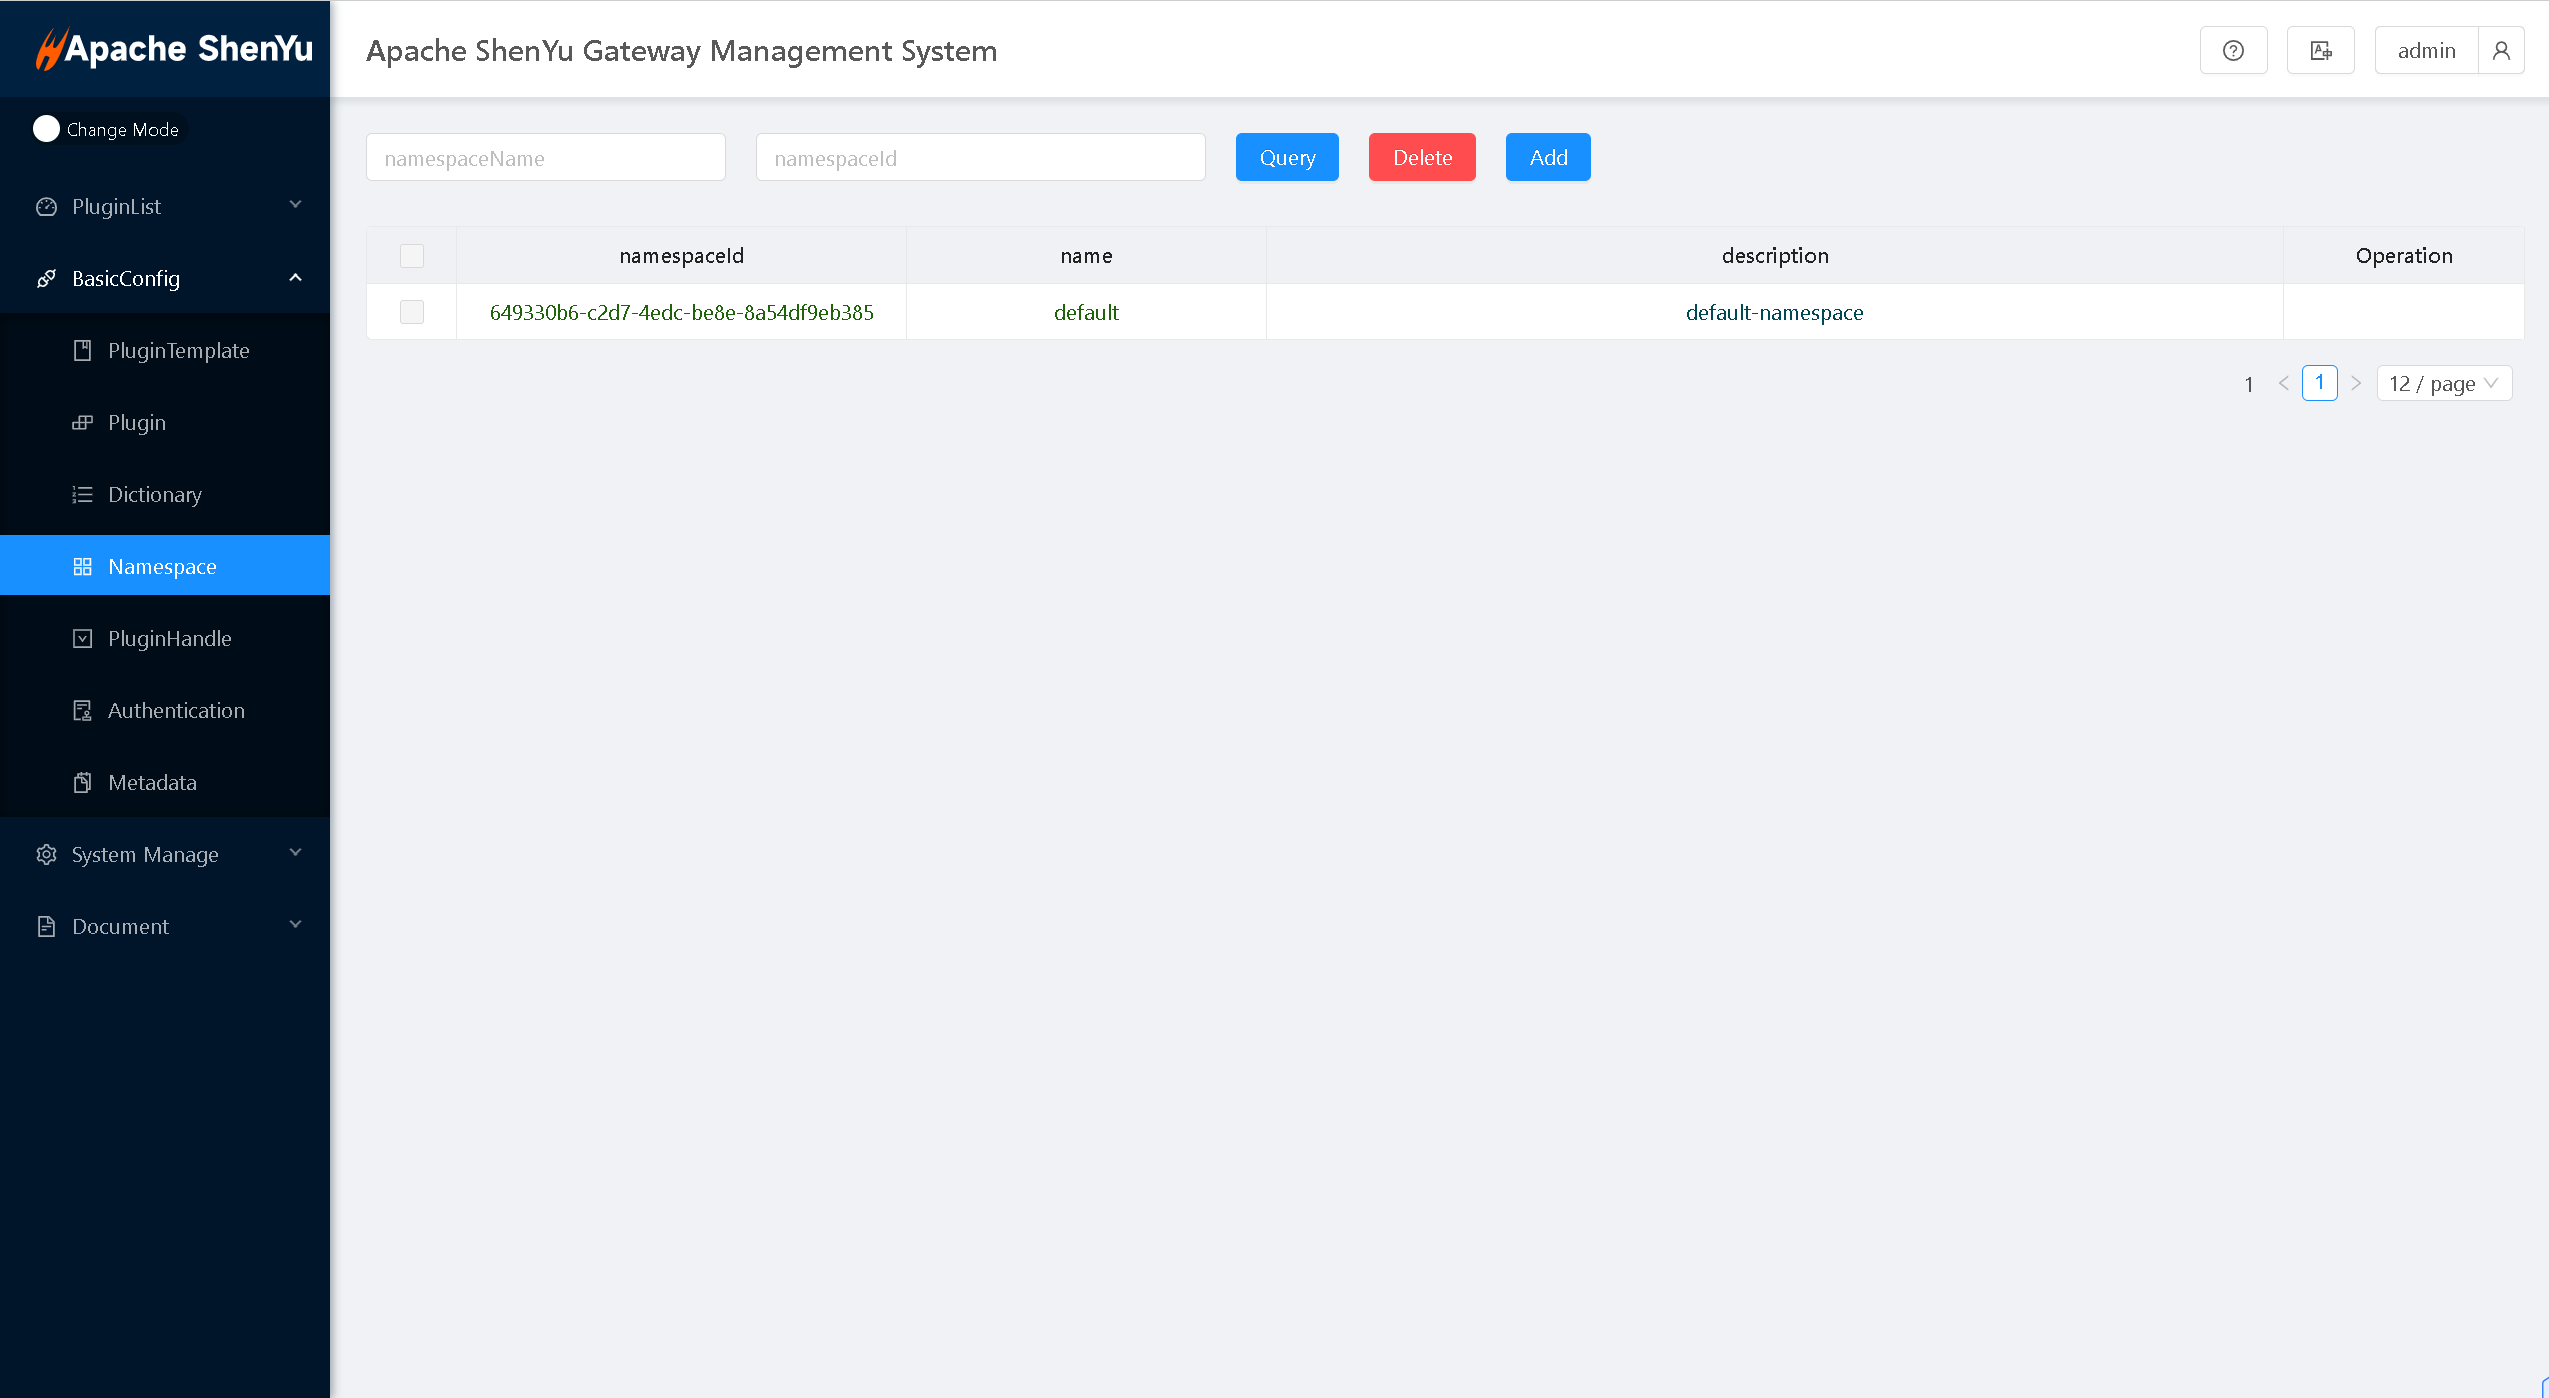 Apache ShenYu
Apache ShenYu Gateway Management System
admin
Change Mode
PluginList
BasicConfig
PluginTemplate
Plugin
Dictionary
Namespace
PluginHandle
Authentication
Metadata
System Manage
Document
namespaceName
namespaceId
Query
Delete
Add
namespaceId name description Operation
649330b6-c2d7-4edc-be8e-8a54df9eb385 default default-namespace
1 < 1 > 12 / page